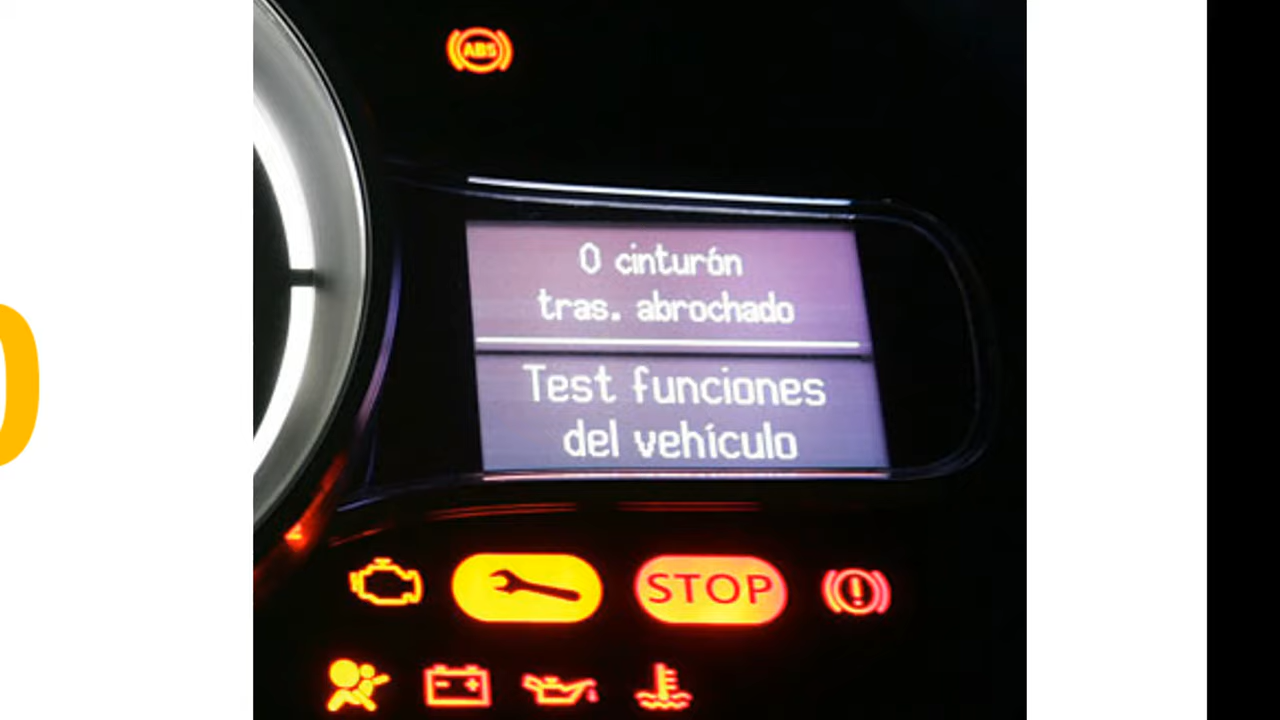 ABS
0 cinturón
tras. abrochado
Test funciones
del vehículo
STOP